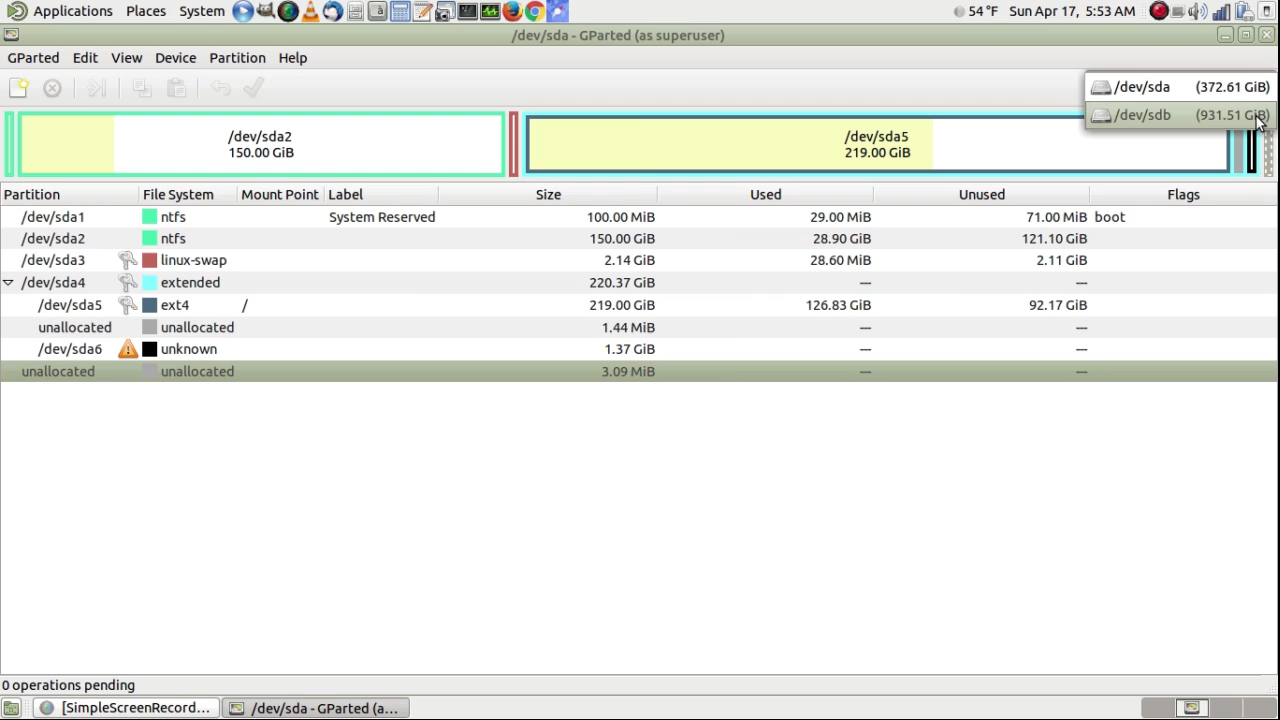 Applications Places System 54 °F Sun Apr 17, 5:53 AM
/dev/sda - GParted (as superuser)
GParted Edit View Device Partition Help
/dev/sda (372.61 GiB)
/dev/sdb (931.51 GiB)
/dev/sda2
150.00 GiB
/dev/sda5
219.00 GiB
Partition File System Mount Point Label Size Used Unused Flags
/dev/sda1 ntfs System Reserved 100.00 MiB 29.00 MiB 71.00 MiB boot
/dev/sda2 ntfs 150.00 GiB 28.90 GiB 121.10 GiB
/dev/sda3 linux-swap 2.14 GiB 28.60 MiB 2.11 GiB
/dev/sda4 extended 220.37 GiB --- ---
/dev/sda5 ext4 / 219.00 GiB 126.83 GiB 92.17 GiB
unallocated unallocated 1.44 MiB --- ---
/dev/sda6 unknown 1.37 GiB --- ---
unallocated unallocated 3.09 MiB --- ---
0 operations pending
[SimpleScreenRecord... /dev/sda - GParted (a...